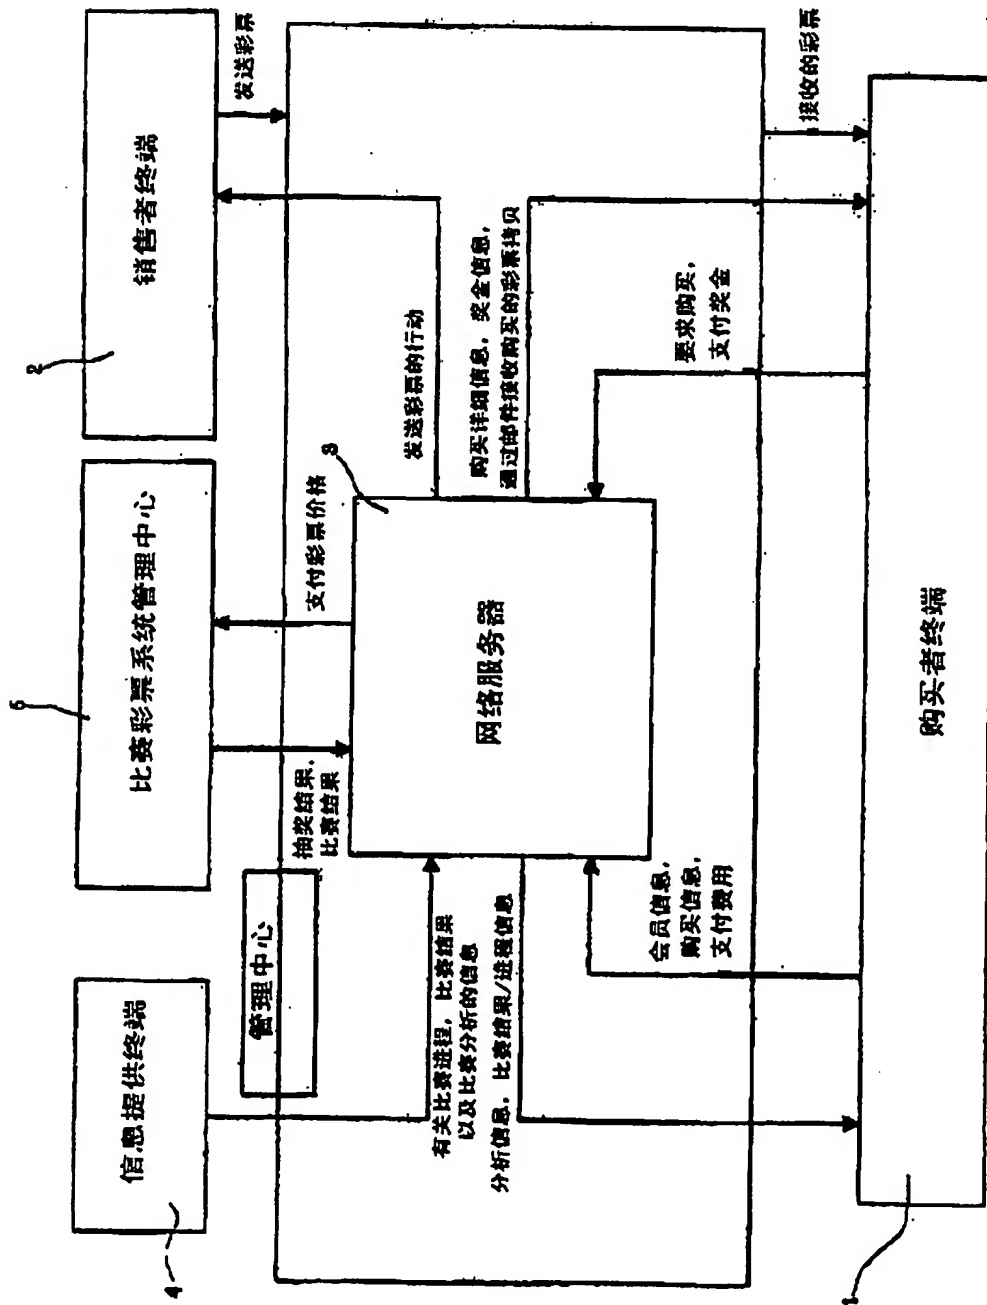 4
信息提供终端
5
比赛彩票系统管理中心
2
销售者终端
管理中心
抽奖结果,
比赛结果
支付彩票价格
发送彩票
有关比赛进程, 比赛结果
以及比赛分析的信息
3
发送彩票的行动
分析信息, 比赛结果/进程信息
网络服务器
购买详细信息, 奖金信息,
通过邮件接收购买的彩票拷贝
会员信息,
购买信息,
支付费用
要求购买,
支付奖金
接收的彩票
1
购买者终端